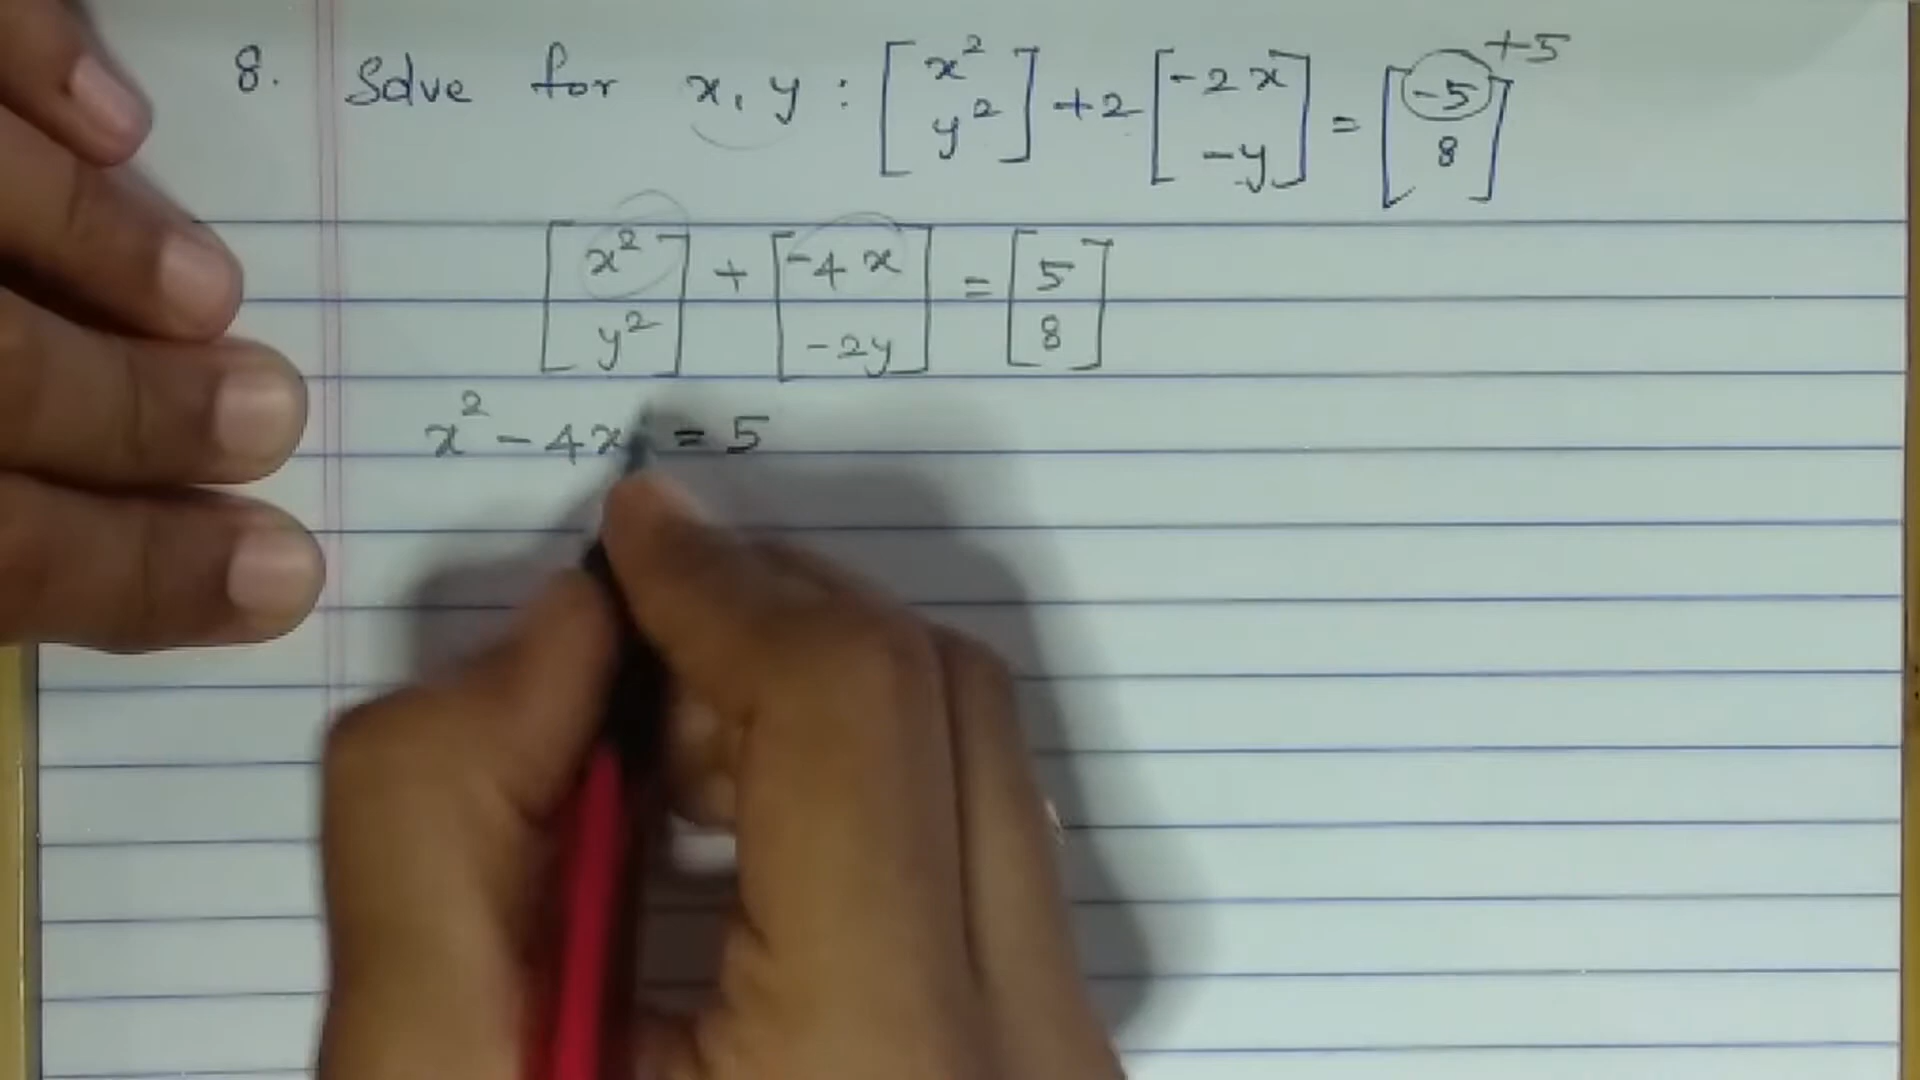 8. Solve for x, y : [x² y²] + 2 [-2x -y] = [-5 8] +5
[x² y²] + [-4x -2y] = [5 8]
x² - 4x = 5